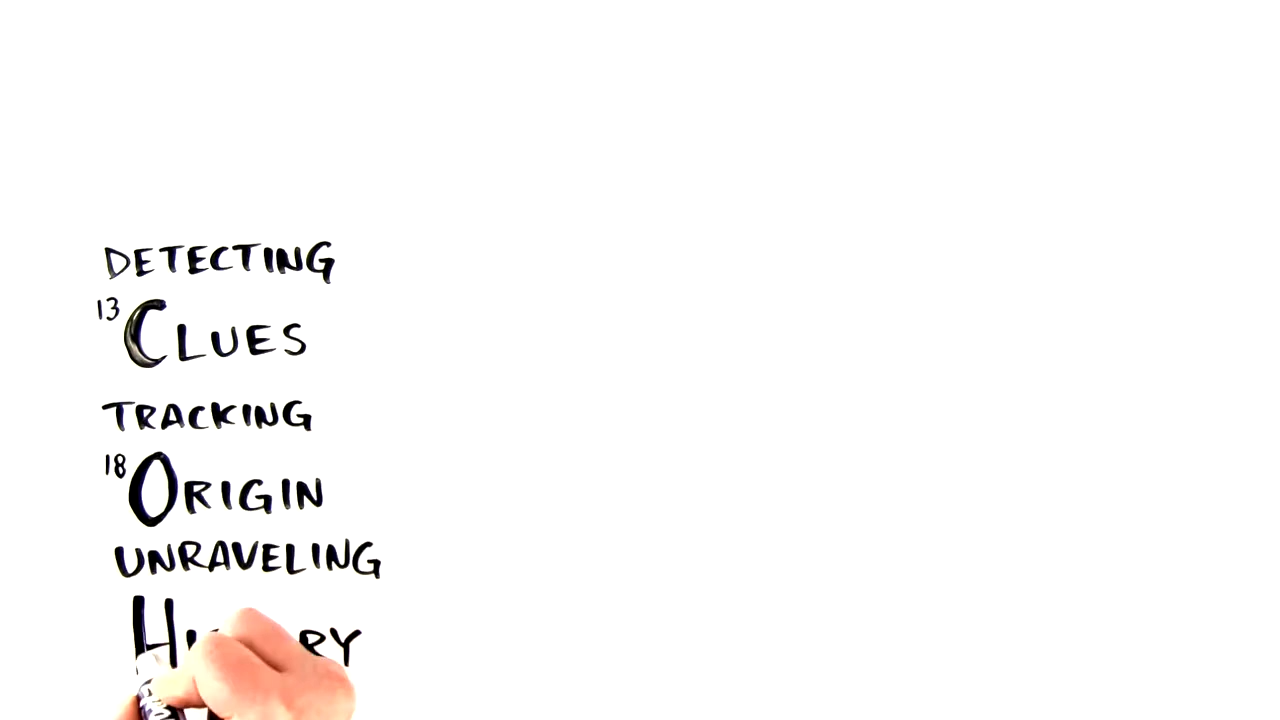 DETECTING
13CLUES
TRACKING
18ORIGIN
UNRAVELING